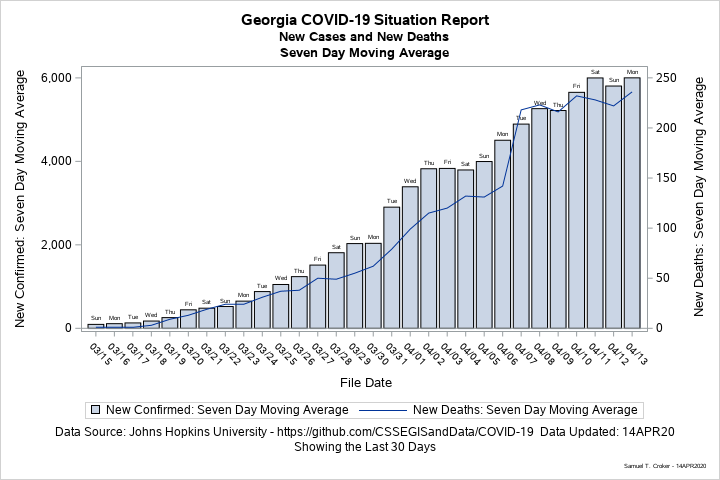 Georgia COVID-19 Situation Report
New Cases and New Deaths
Seven Day Moving Average
New Confirmed: Seven Day Moving Average
6,000
4,000
2,000
0
250
200
150
100
50
0
New Deaths: Seven Day Moving Average
Sun Mon Tue Wed Thu Fri Sat Sun Mon Tue Wed Thu Fri Sat Sun Mon Tue Wed Thu Fri Sat Sun Mon Tue Wed Thu Fri Sat Sun Mon
03/15 03/16 03/17 03/18 03/19 03/20 03/21 03/22 03/23 03/24 03/25 03/26 03/27 03/28 03/29 03/30 03/31 04/01 04/02 04/03 04/04 04/05 04/06 04/07 04/08 04/09 04/10 04/11 04/12 04/13
File Date
New Confirmed: Seven Day Moving Average New Deaths: Seven Day Moving Average
Data Source: Johns Hopkins University - https://github.com/CSSEGISandData/COVID-19 Data Updated: 14APR20
Showing the Last 30 Days
Samuel T. Croker - 14APR2020